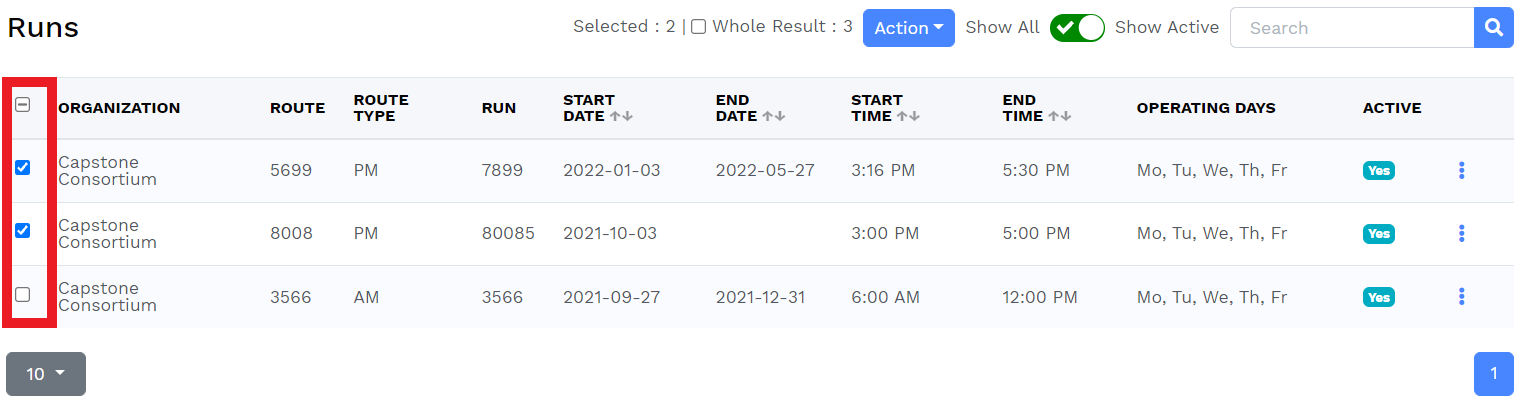 Runs
Selected : 2 | Whole Result : 3 Action Show All Show Active Search
ORGANIZATION ROUTE ROUTE TYPE RUN START DATE END DATE START TIME END TIME OPERATING DAYS ACTIVE
Capstone Consortium 5699 PM 7899 2022-01-03 2022-05-27 3:16 PM 5:30 PM Mo, Tu, We, Th, Fr Yes
Capstone Consortium 8008 PM 80085 2021-10-03 3:00 PM 5:00 PM Mo, Tu, We, Th, Fr Yes
Capstone Consortium 3566 AM 3566 2021-09-27 2021-12-31 6:00 AM 12:00 PM Mo, Tu, We, Th, Fr Yes
10 1